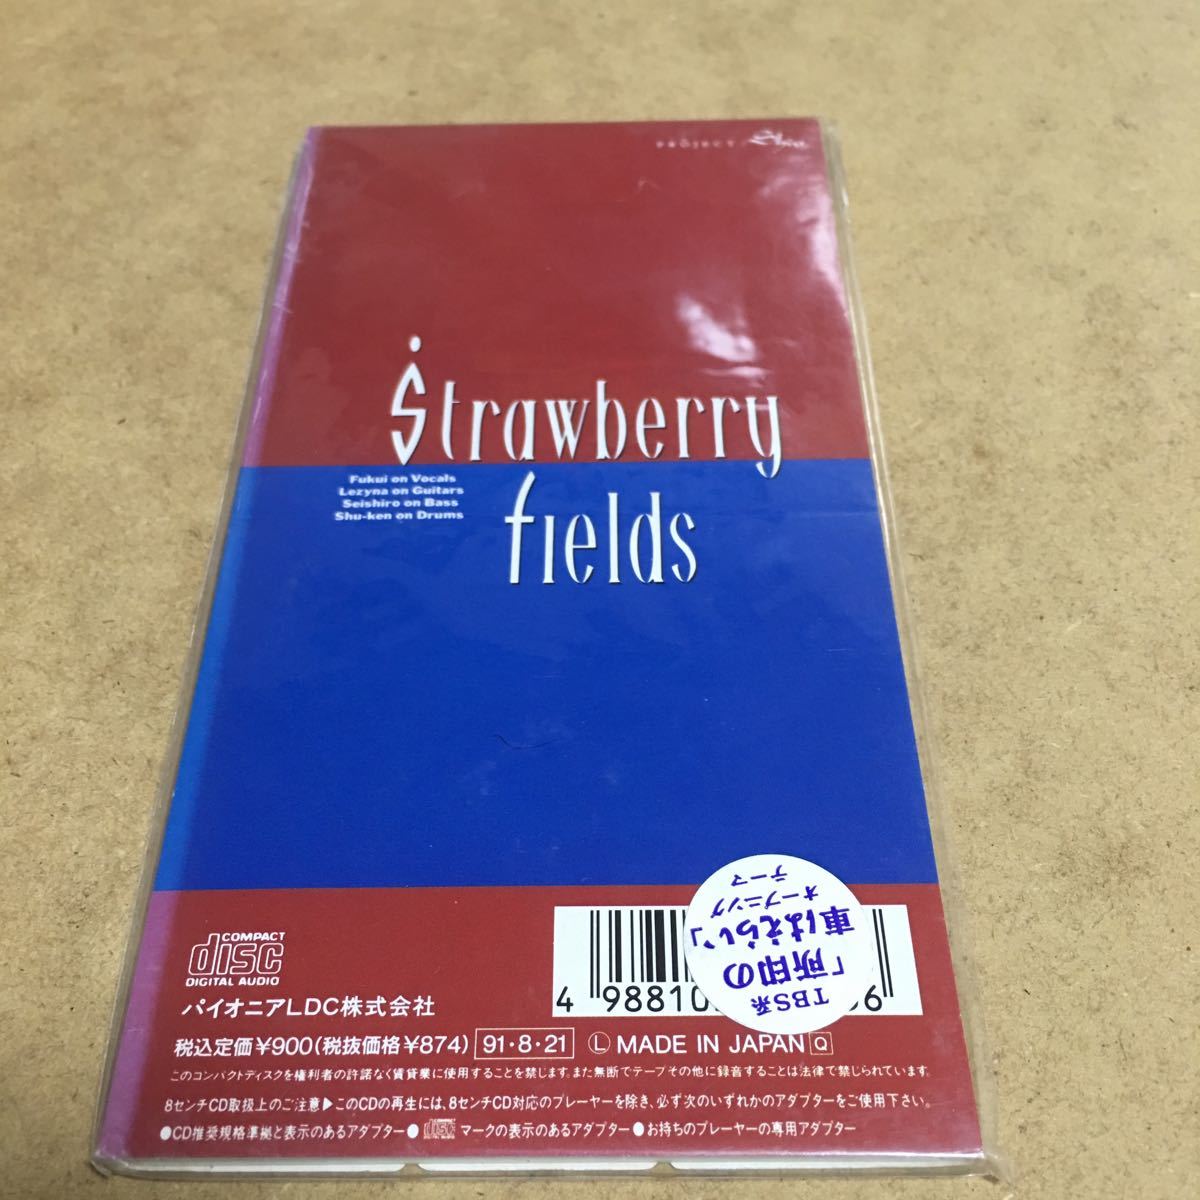 PROJECT Shŏu
Strawberry
fields
Fukui on Vocals
Lezyna on Guitars
Seishiro on Bass
Shu-ken on Drums
TBS系
「所印の
車はえらい」
オープニング
テーマ
COMPACT
disc
DIGITAL AUDIO
パイオニアLDC株式会社
4 98810 6
税込定価¥900(税抜価格¥874) 91・8・21 Ⓛ MADE IN JAPAN Q
このコンパクトディスクを権利者の許諾なく賃貸業に使用することを禁じます。また無断でテープその他に録音することは法律で禁じられています。
8センチCD取扱上のご注意▶このCDの再生には、8センチCD対応のプレーヤーを除き、必ず次のいずれかのアダプターをご使用下さい。
●CD推奨規格準拠と表示のあるアダプター●disc マークの表示のあるアダプター●お持ちのプレーヤーの専用アダプター